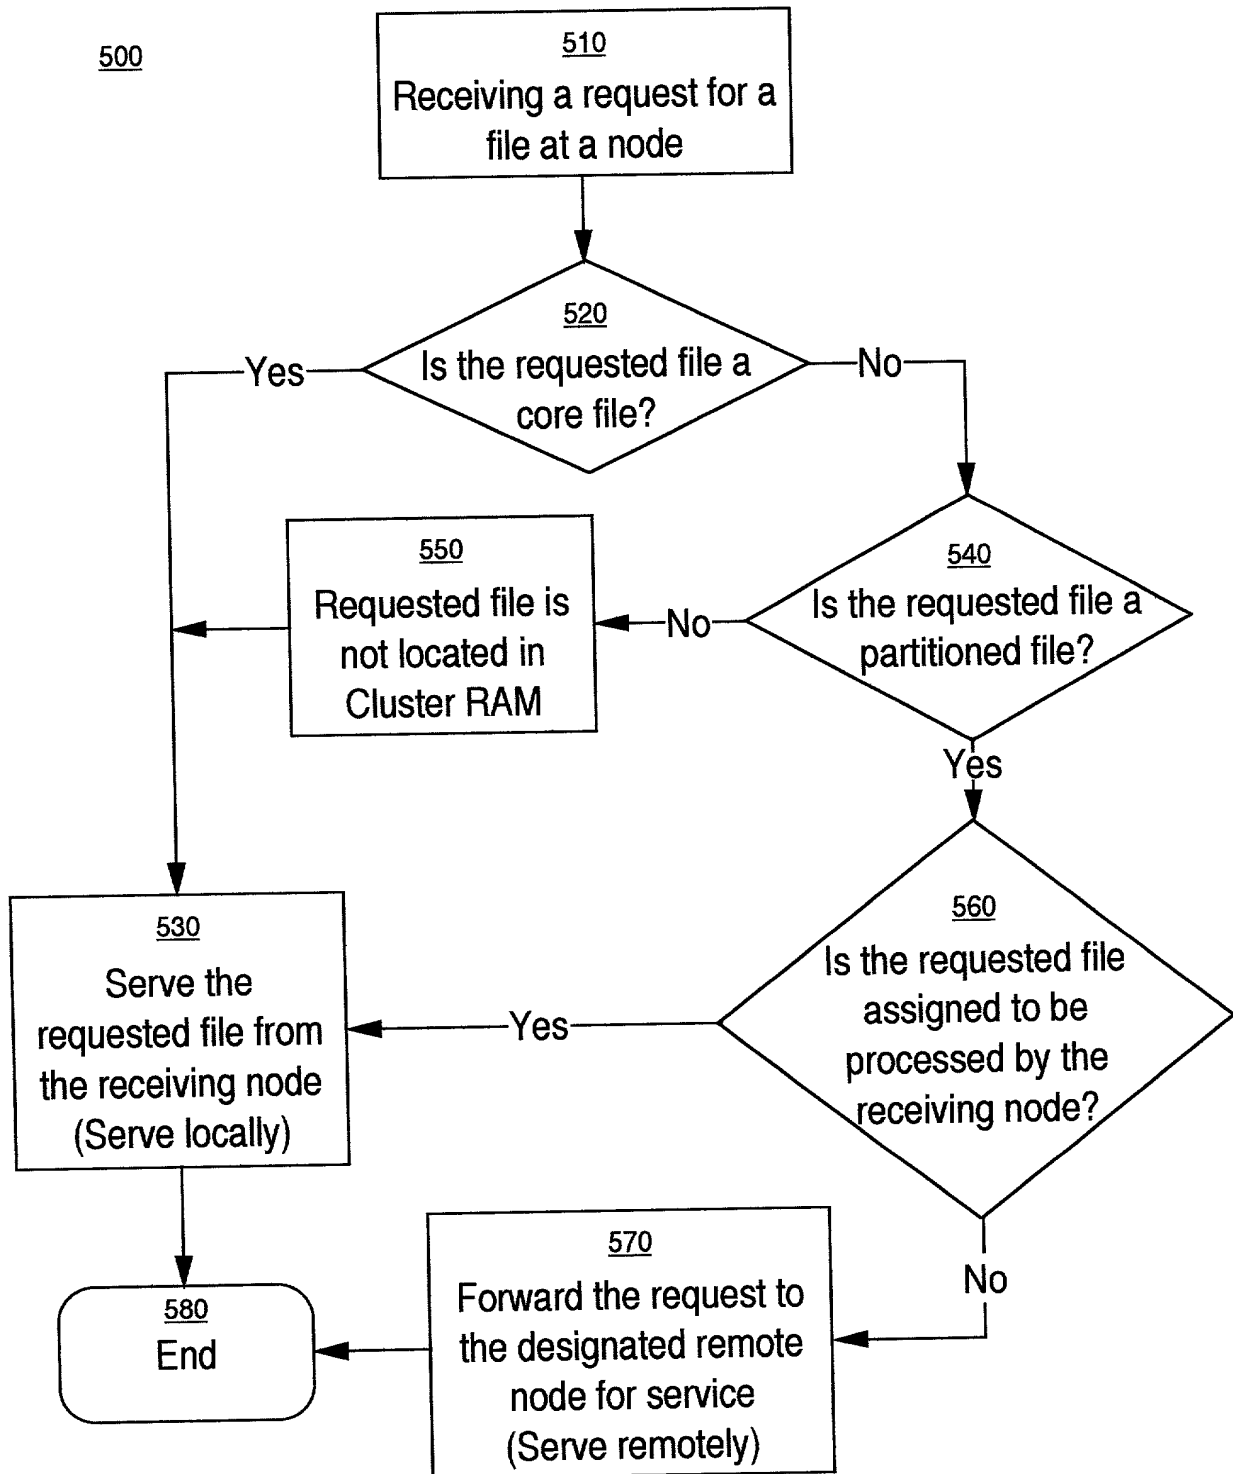 500
510
Receiving a request for a
file at a node
520
Is the requested file a
core file?
Yes
No
540
Is the requested file a
partitioned file?
550
Requested file is
not located in
Cluster RAM
No
Yes
560
Is the requested file
assigned to be
processed by the
receiving node?
530
Serve the
requested file from
the receiving node
(Serve locally)
Yes
No
570
Forward the request to
the designated remote
node for service
(Serve remotely)
580
End